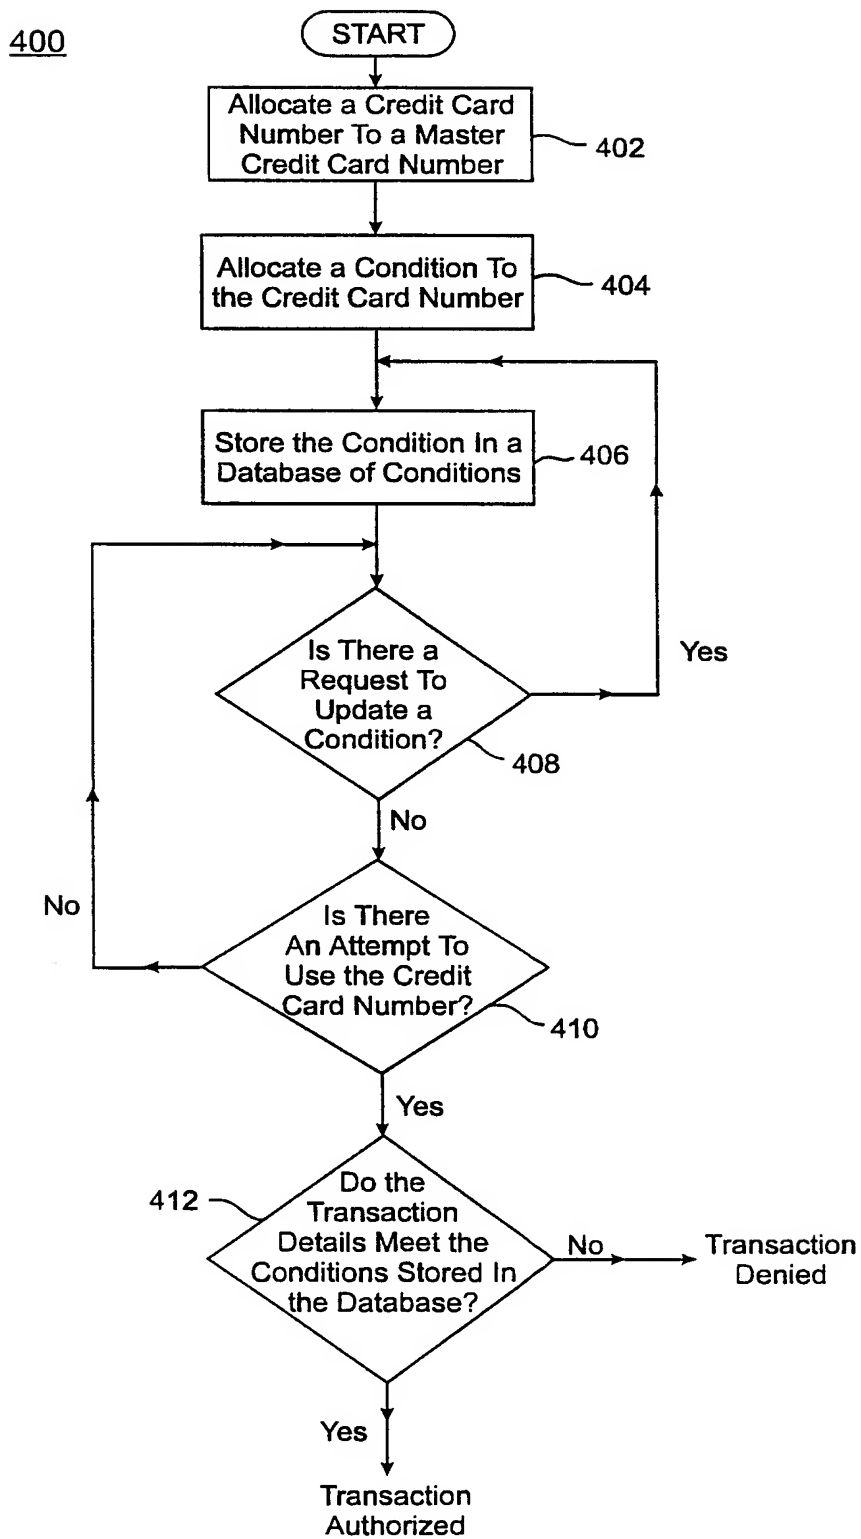 400
START
Allocate a Credit Card
Number To a Master
Credit Card Number
402
Allocate a Condition To
the Credit Card Number
404
Store the Condition In a
Database of Conditions
406
Is There a
Request To
Update a
Condition?
Yes
408
No
Is There
An Attempt To
Use the Credit
Card Number?
No
410
Yes
412
Do the
Transaction
Details Meet the
Conditions Stored In
the Database?
No
Transaction
Denied
Yes
Transaction
Authorized